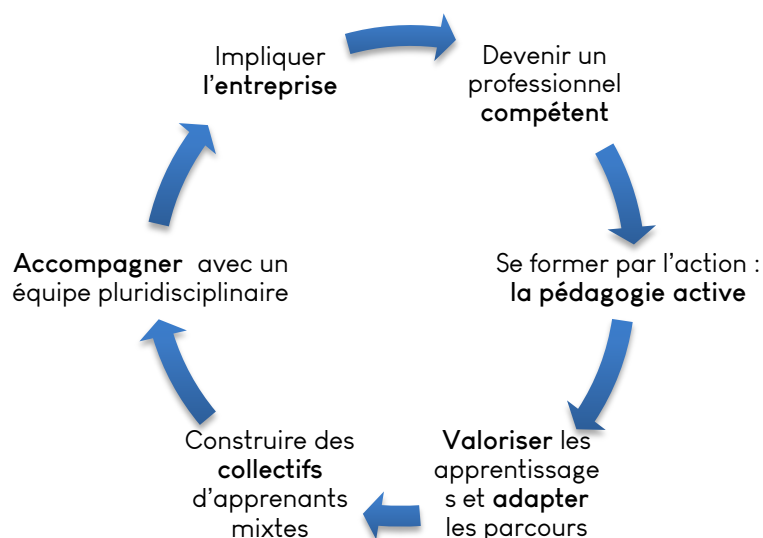 Impliquer
l'entreprise
Devenir un
professionnel
compétent
Se former par l'action :
la pédagogie active
Valoriser les
apprentissage
s et adapter
les parcours
Construire des
collectifs
d'apprenants
mixtes
Accompagner avec un
équipe pluridisciplinaire